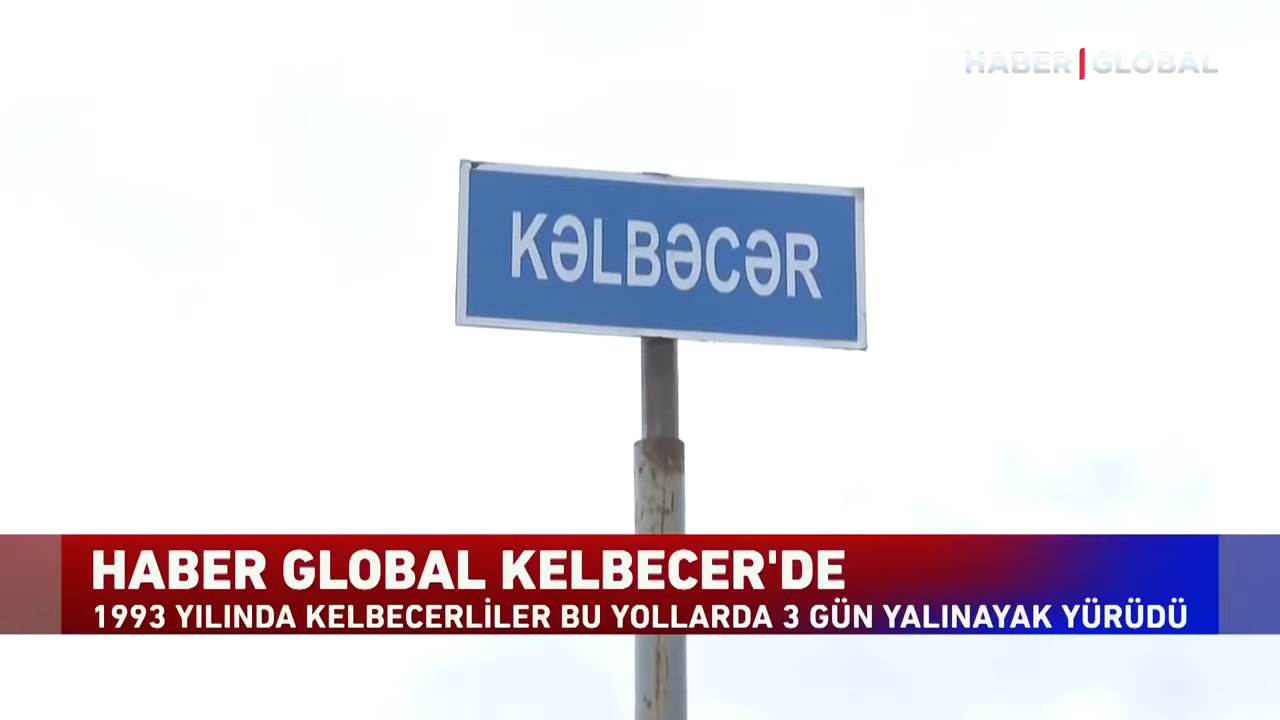 HABER GLOBAL
KƏLBƏCƏR
HABER GLOBAL KELBECER'DE
1993 YILINDA KELBECERLİLER BU YOLLARDA 3 GÜN YALINAYAK YÜRÜDÜ